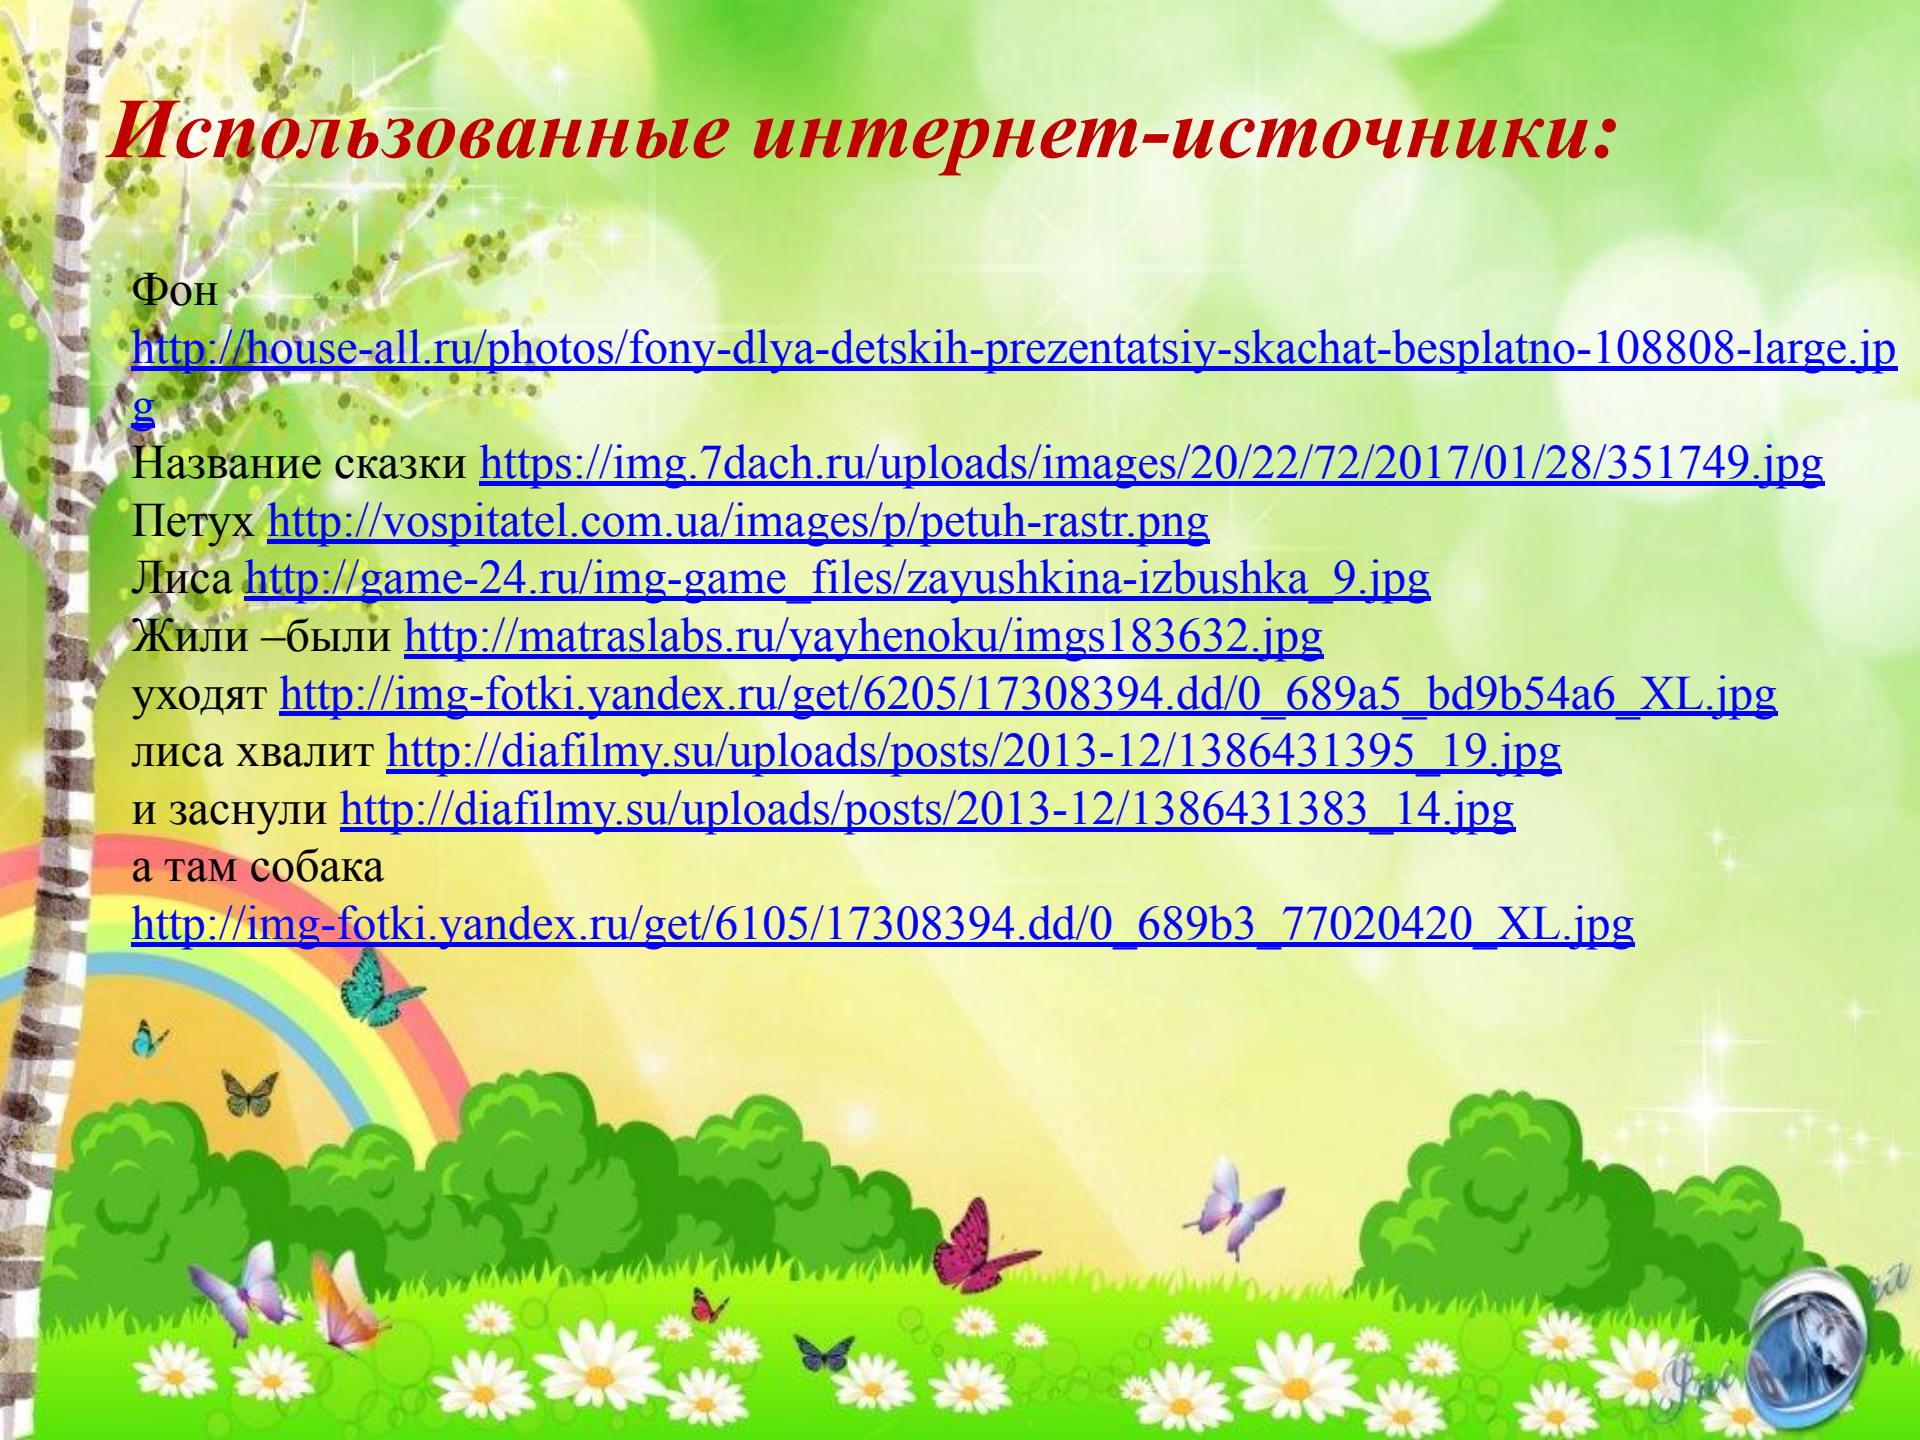 Использованные интернет-источники:
Фон
http://house-all.ru/photos/fony-dlya-detskih-prezentatsiy-skachat-besplatno-108808-large.jp
g
Название сказки https://img.7dach.ru/uploads/images/20/22/72/2017/01/28/351749.jpg
Петух http://vospitatel.com.ua/images/p/petuh-rastr.png
Лиса http://game-24.ru/img-game_files/zayushkina-izbushka_9.jpg
Жили –были http://matraslabs.ru/yayhenoku/imgs183632.jpg
уходят http://img-fotki.yandex.ru/get/6205/17308394.dd/0_689a5_bd9b54a6_XL.jpg
лиса хвалит http://diafilmy.su/uploads/posts/2013-12/1386431395_19.jpg
и заснули http://diafilmy.su/uploads/posts/2013-12/1386431383_14.jpg
а там собака
http://img-fotki.yandex.ru/get/6105/17308394.dd/0_689b3_77020420_XL.jpg